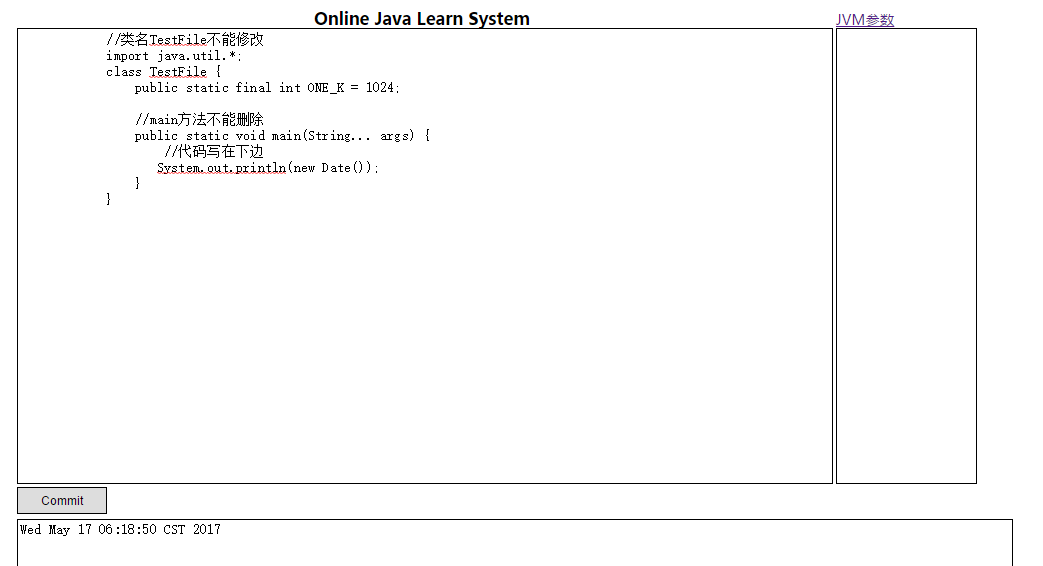 Online Java Learn System
JVM参数
//类名TestFile不能修改
import java.util.*;
class TestFile {
public static final int ONE_K = 1024;
//main方法不能删除
public static void main(String... args) {
//代码写在下边
System.out.println(new Date());
}
}
Commit
Wed May 17 06:18:50 CST 2017